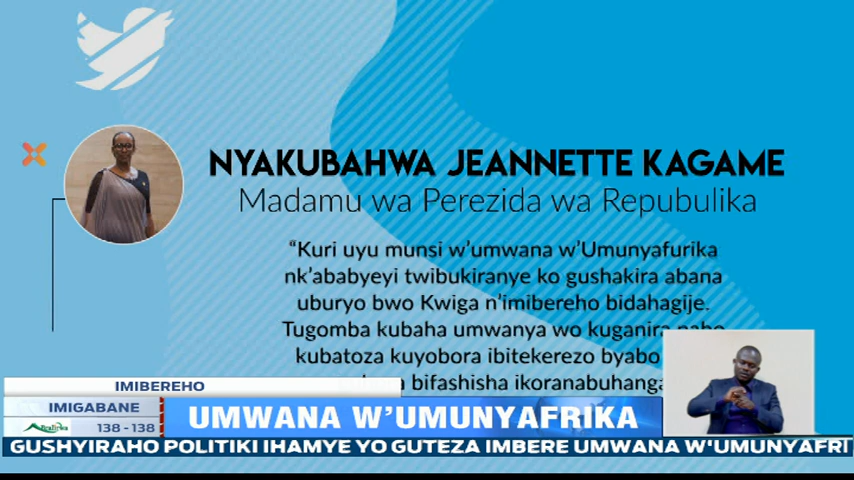 NYAKUBAHWA JEANNETTE KAGAME
Madamu wa Perezida wa Repubulika
“Kuri uyu munsi w’umwana w’Umunyafurika
nk’ababyeyi twibukiranye ko gushakira abana
uburyo bwo Kwiga n’imibereho bidahagije.
Tugomba kubaha umwanya wo kuganira nabo
kubatoza kuyobora ibitekerezo byabo
bifashisha ikoranabuhanga
IMIBEREHO
IMIGABANE
UMWANA W’UMUNYAFRIKA
138 - 138
GUSHYIRAHO POLITIKI IHAMYE YO GUTEZA IMBERE UMWANA W'UMUNYAFRI